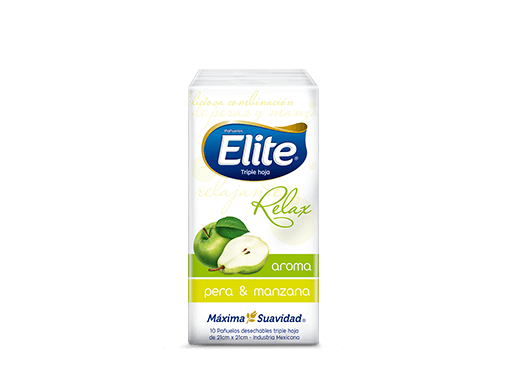 combinación
Pañuelos
Elite®
Triple hoja
Relax
aroma
pera & manzana
Máxima Suavidad®
10 Pañuelos desechables triple hoja
de 21cm x 21cm - Industria Mexicana